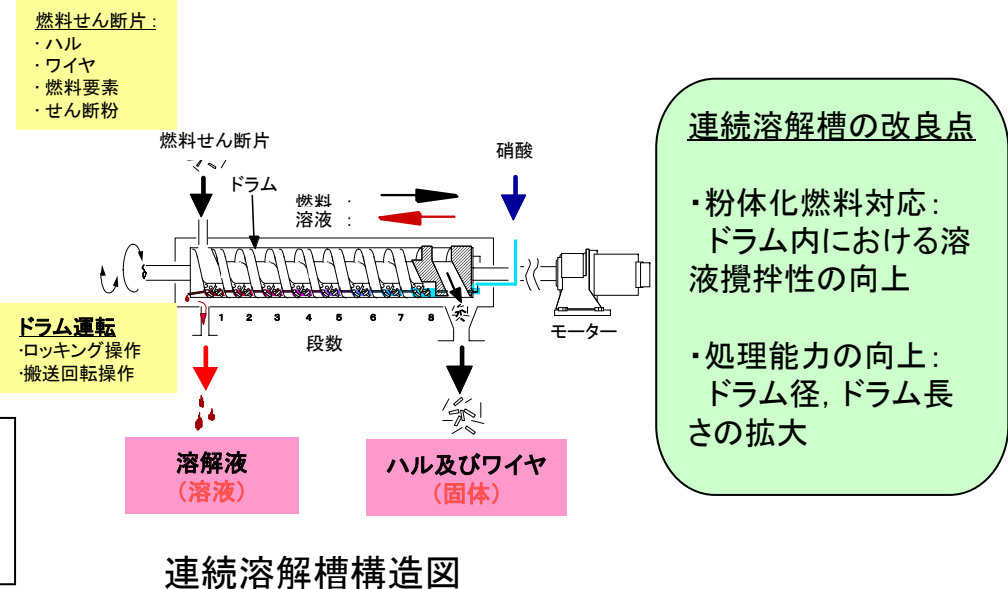 燃料せん断片:
・ハル
・ワイヤ
・燃料要素
・せん断粉
燃料せん断片
ドラム
燃料 :
溶液 :
硝酸
1 2 3 4 5 6 7 8
段数
モーター
ドラム運転
・ロッキング操作
・搬送回転操作
溶解液
(溶液)
ハル及びワイヤ
(固体)
連続溶解槽の改良点
・粉体化燃料対応:
ドラム内における溶
液攪拌性の向上
・処理能力の向上:
ドラム径, ドラム長
さの拡大
連続溶解槽構造図